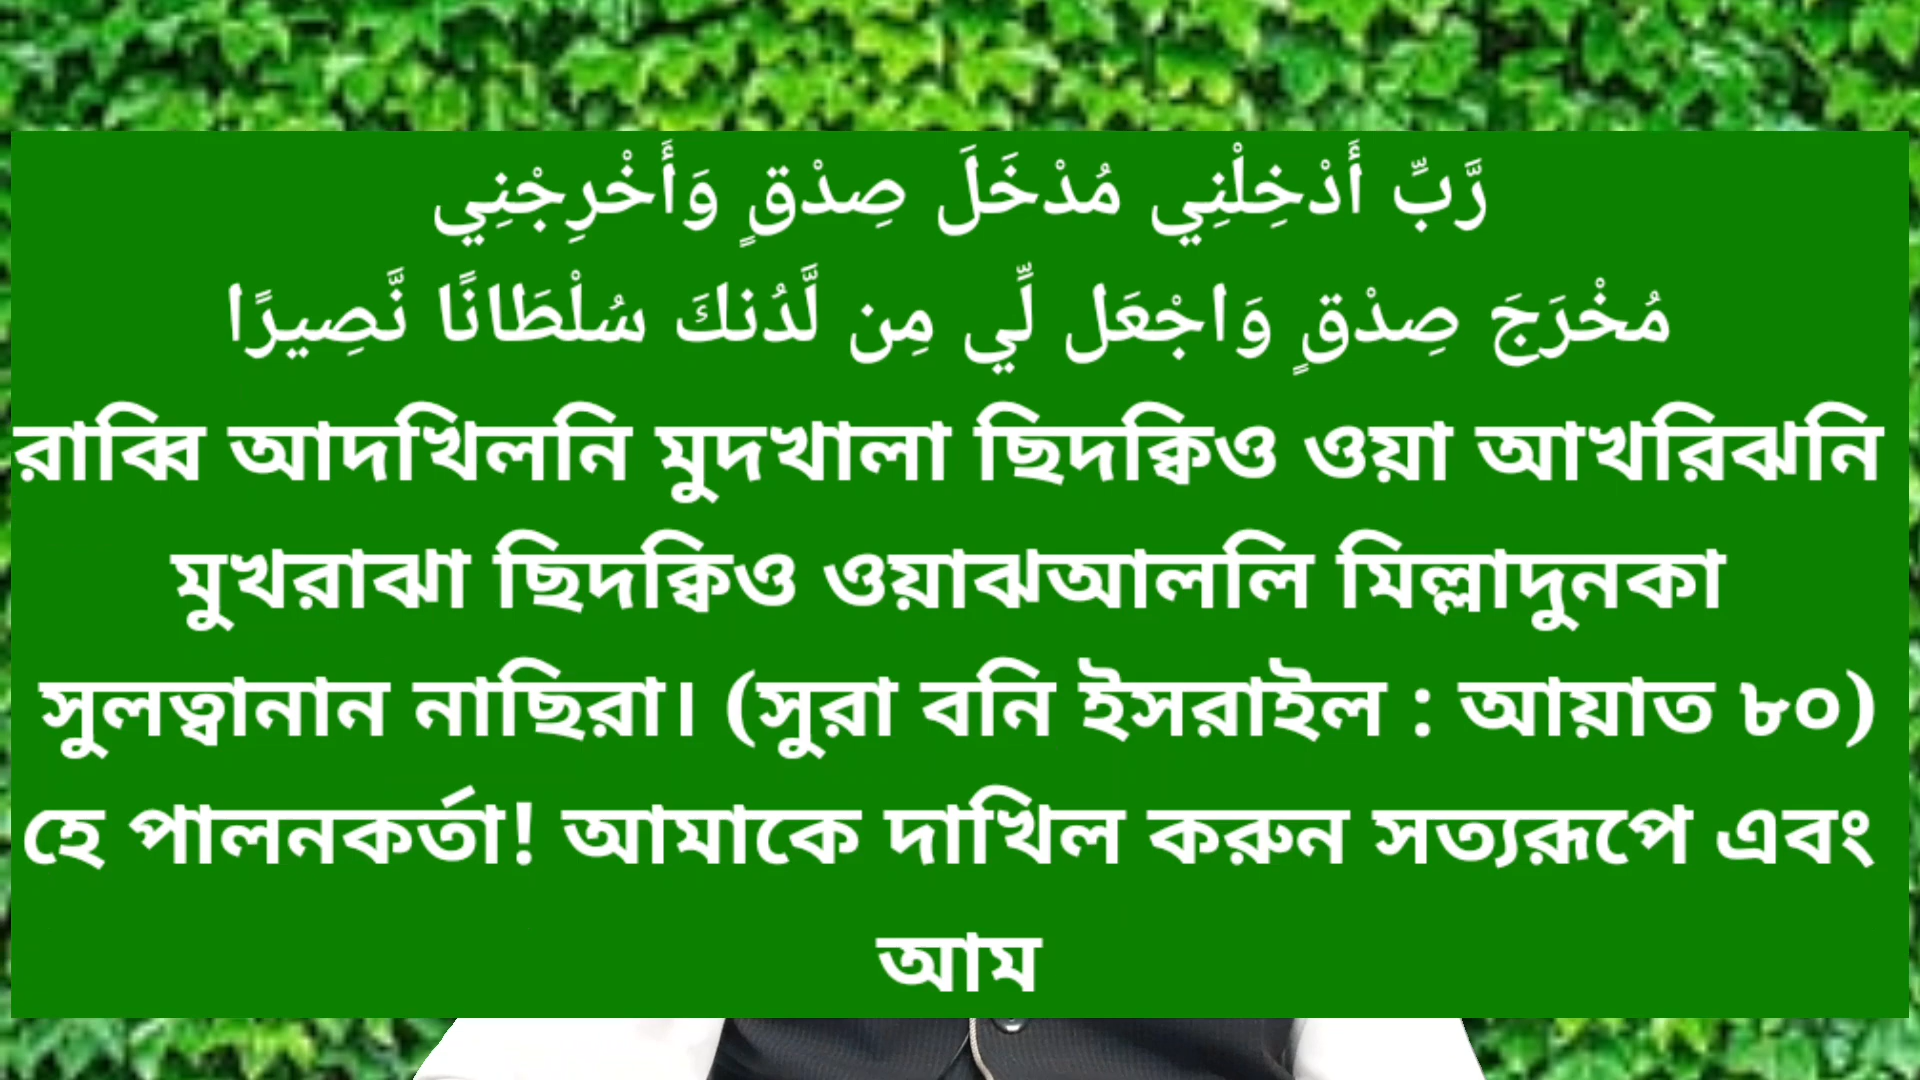 رَّبِّ أَدْخِلْنِي مُدْخَلَ صِدْقٍ وَأَخْرِجْنِي
مُخْرَجَ صِدْقٍ وَاجْعَل لِّي مِن لَّدُنكَ سُلْطَانًا نَّصِيرًا
রাব্বি আদখিলনি মুদখালা ছিদক্বিও ওয়া আখরিঝনি
মুখরাঝা ছিদক্বিও ওয়াঝআললি মিল্লাদুনকা
সুলত্বানান নাছিরা। (সুরা বনি ইসরাইল : আয়াত ৮০)
হে পালনকর্তা! আমাকে দাখিল করুন সত্যরূপে এবং
আম